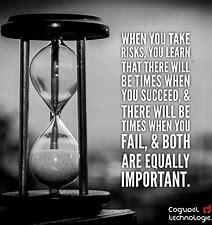 WHEN YOU TAKE
RISKS, YOU LEARN
THAT THERE WILL
BE TIMES WHEN
YOU SUCCEED, &
THERE WILL BE
TIMES WHEN YOU
FAIL, & BOTH
ARE EQUALLY
IMPORTANT.
Coguoel
technologie.